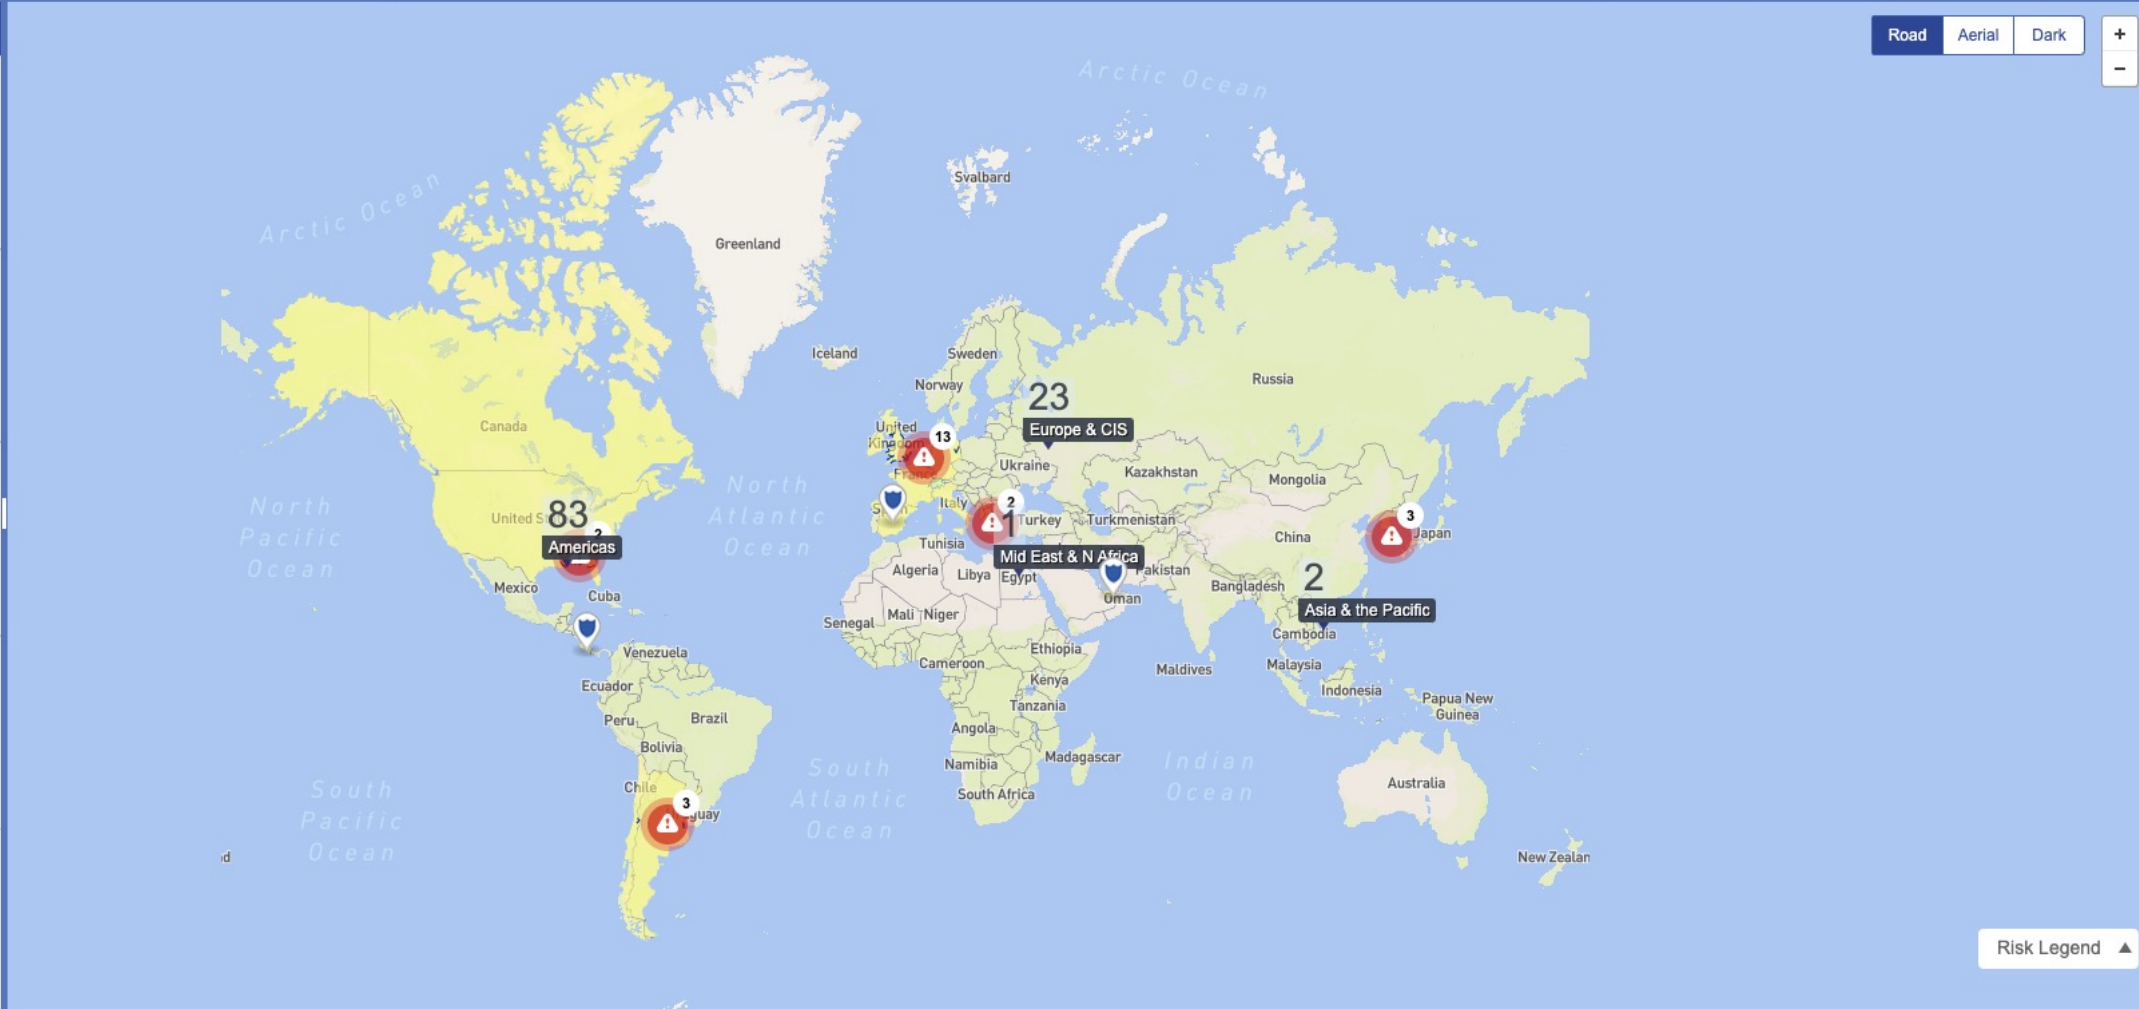 Road
Aerial
Dark
+
−
Arctic Ocean
Arctic Ocean
Svalbard
Greenland
Iceland
Sweden
Norway
Russia
23
Europe & CIS
United
Kingdom
13
Canada
France
Ukraine
Kazakhstan
Mongolia
North
Pacific
Ocean
North
Atlantic
Ocean
83
United S
2
Americas
Italy
2
1
Turkey
Turkmenistan
China
3
Japan
Tunisia
Mid East & N Africa
Algeria
Libya
Egypt
Pakistan
Oman
Bangladesh
2
Asia & the Pacific
Mexico
Cuba
Mali
Niger
Senegal
Cambodia
Venezuela
Ethiopia
Cameroon
Maldives
Malaysia
Ecuador
Kenya
Indonesia
Papua New
Guinea
Peru
Brazil
Tanzania
Angola
Bolivia
Madagascar
Namibia
South
Atlantic
Ocean
Indian
Ocean
Chile
3
guay
South Africa
Australia
South
Pacific
Ocean
d
New Zealan
Risk Legend ▲